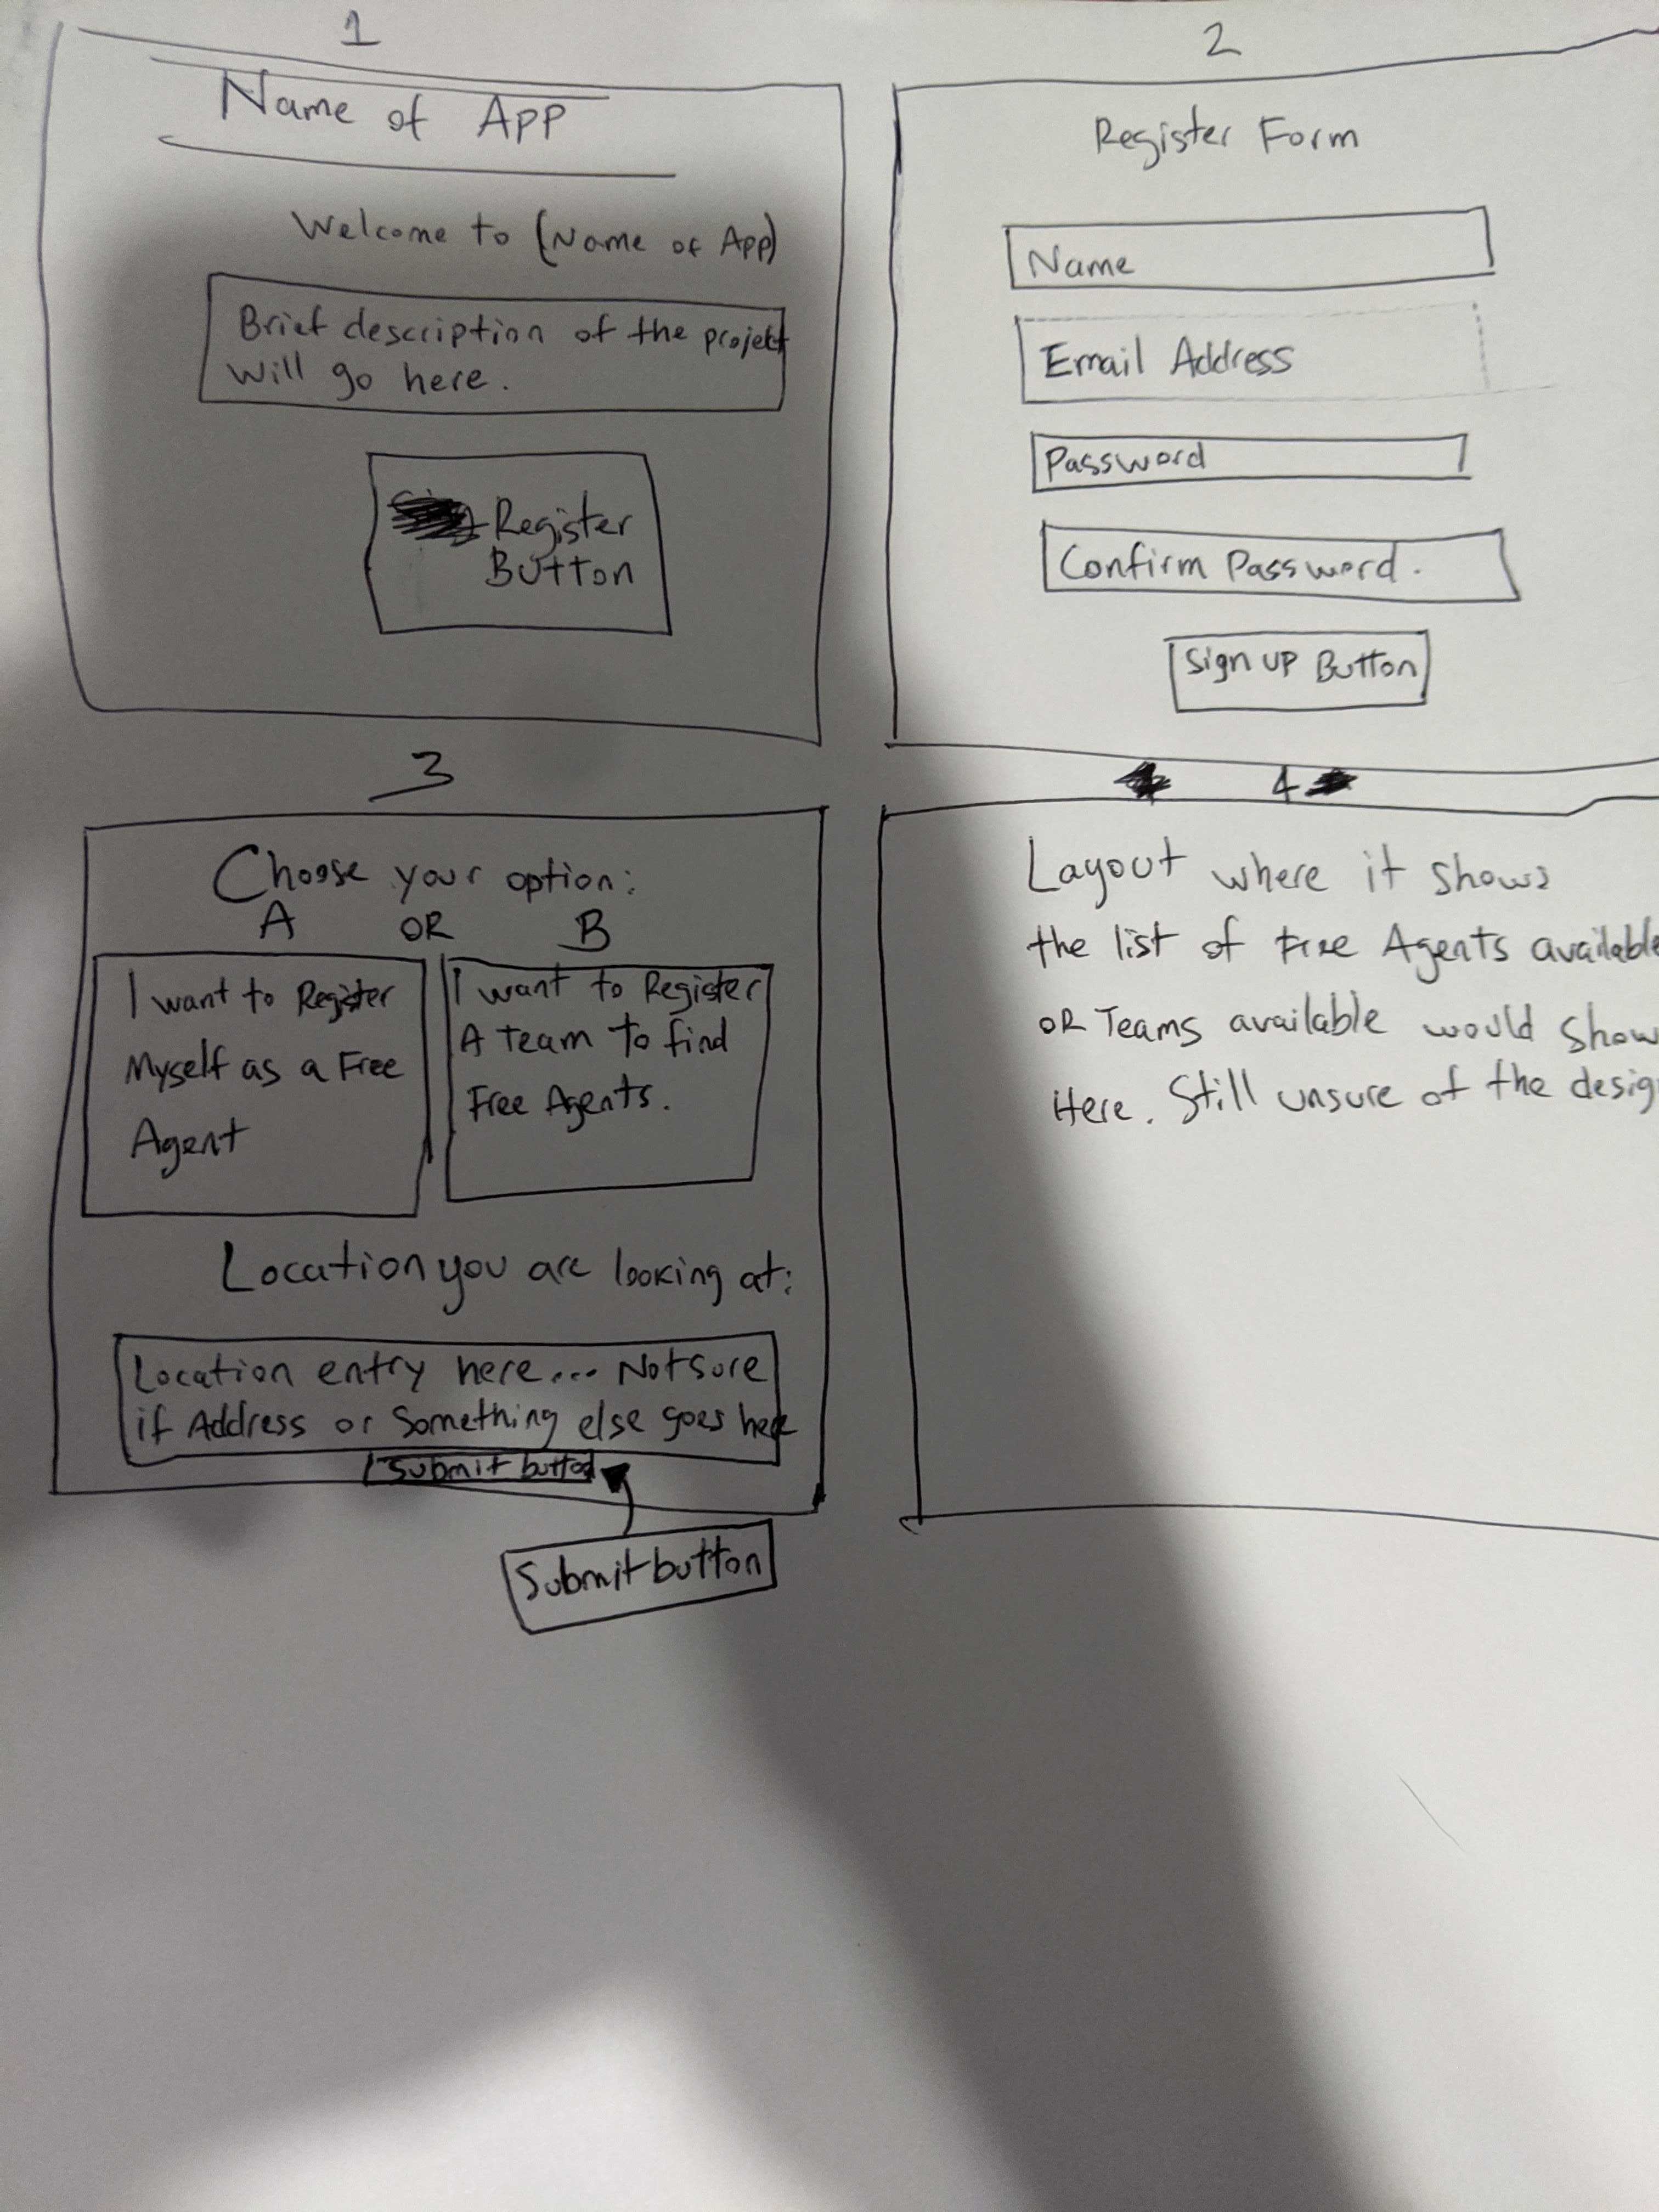 1
Name of App
Welcome to (Name of App)
Brief description of the project
will go here.
Register
Button
2
Register Form
Name
Email Address
Password
Confirm Password.
Sign up Button
3
Choose your option:
A OR B
I want to Register
Myself as a Free
Agent
I want to Register
A Team to find
Free Agents.
Location you are looking at:
Location entry here... Not sure
if Address or something else goes here
Submit button
Submit button
4
Layout where it shows
the list of Free Agents available
OR Teams available would show
Here. Still unsure of the desig